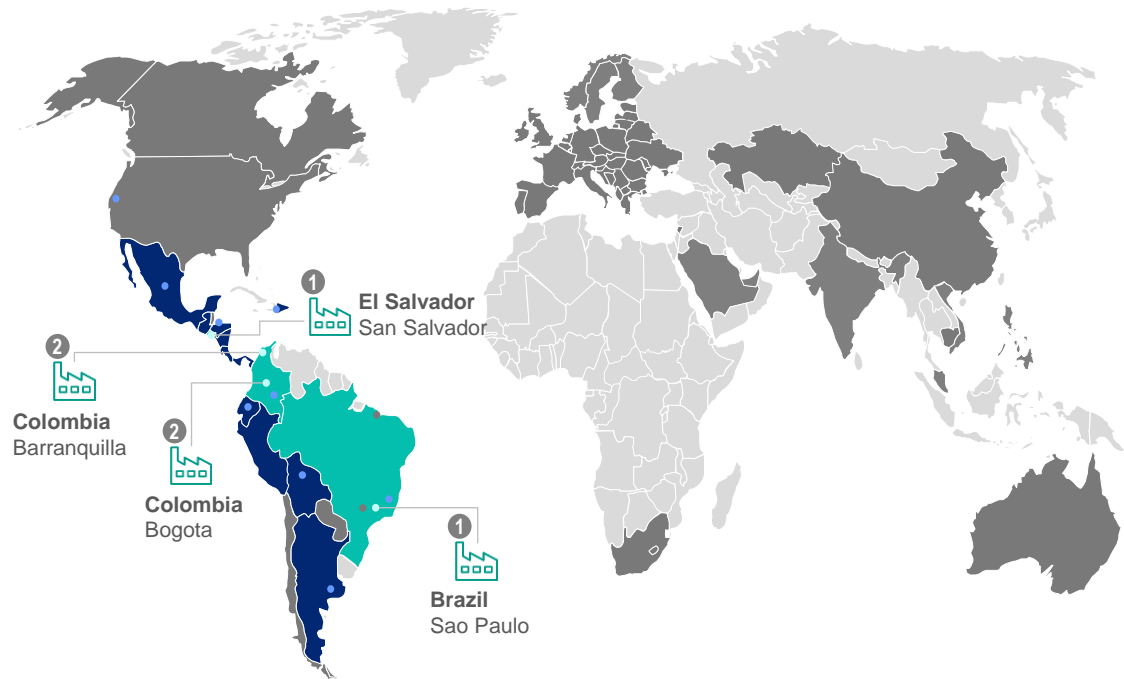 1
El Salvador
San Salvador
2
Colombia
Barranquilla
2
Colombia
Bogota
1
Brazil
Sao Paulo